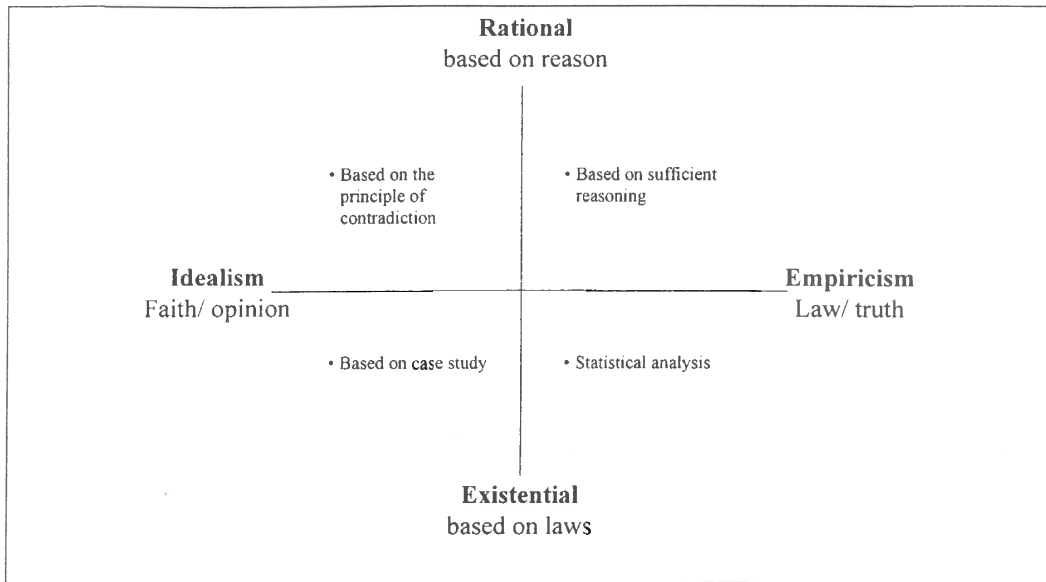 Rational
based on reason
• Based on the
principle of
contradiction
• Based on sufficient
reasoning
Idealism
Faith/ opinion
Empiricism
Law/ truth
• Based on case study
• Statistical analysis
Existential
based on laws